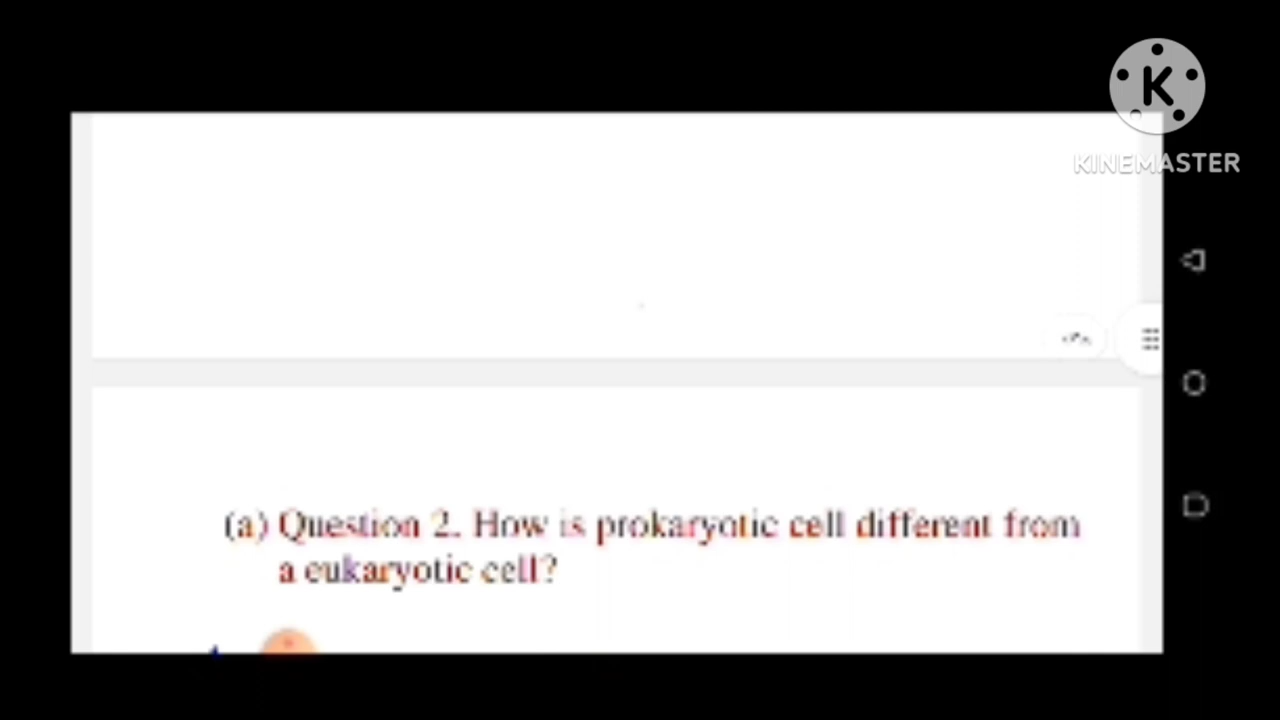 K
KINEMASTER
(a) Question 2. How is prokaryotic cell different from
a eukaryotic cell?